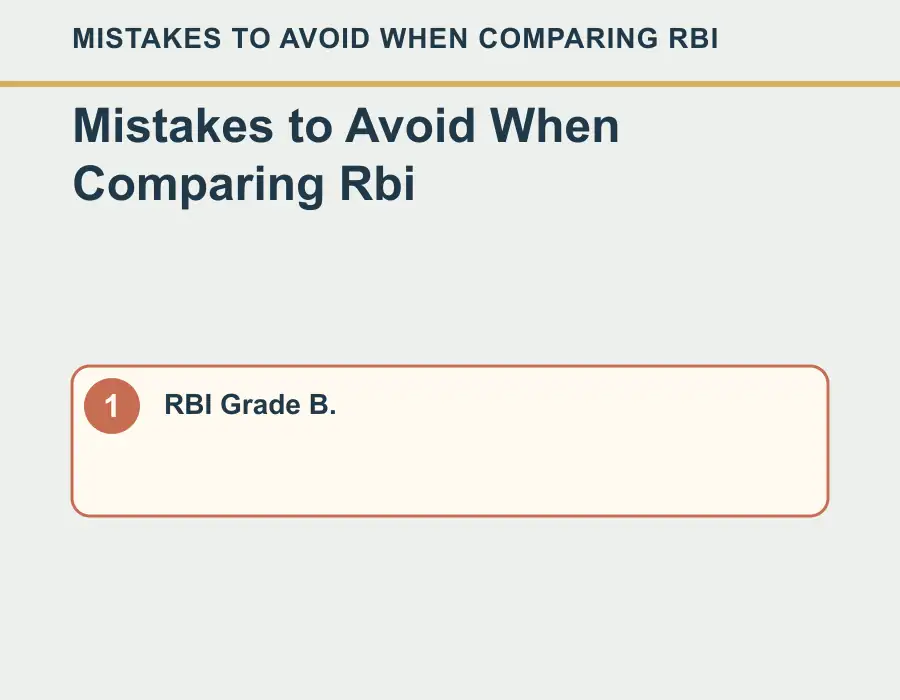 MISTAKES TO AVOID WHEN COMPARING RBI
Mistakes to Avoid When
Comparing Rbi
1
RBI Grade B.